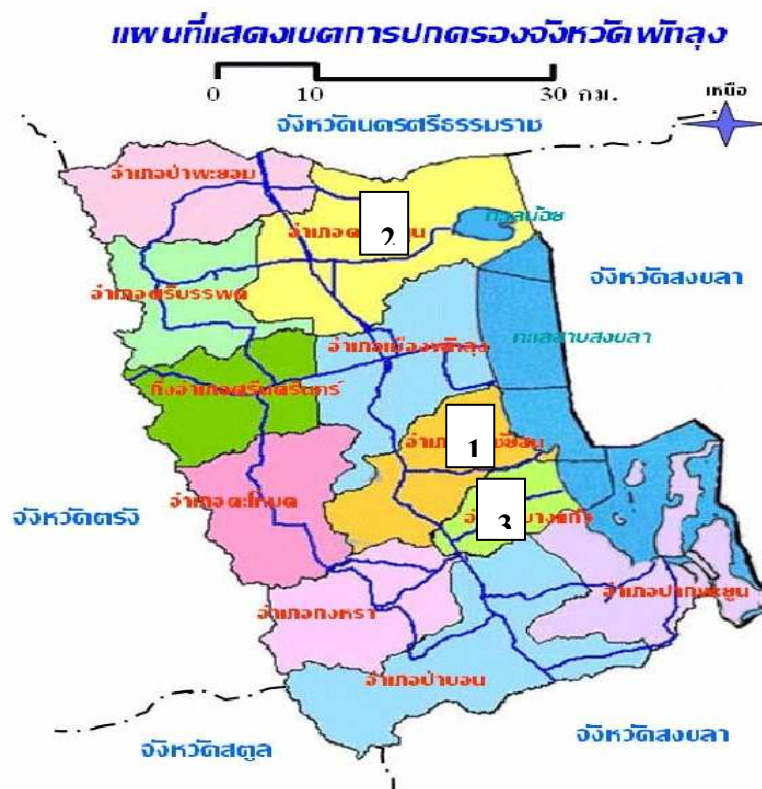 แผนที่แสดงเขตการปกครองจังหวัดพัทลุง
0 10 30 กม.
เหนือ
จังหวัดนครศรีธรรมราช
อำเภอป่าพะยอม
2
ทะเลน้อย
จังหวัดสงขลา
อำเภอศรีบรรพต
อำเภอเมืองพัทลุง
ทะเลสาบสงขลา
กิ่งอำเภอศรีนครินทร์
1
จังหวัดตรัง
อำเภอตะโหมด
3
บางแก้ว
อำเภอกงหรา
อำเภอปากพะยูน
อำเภอป่าบอน
จังหวัดสตูล
จังหวัดสงขลา